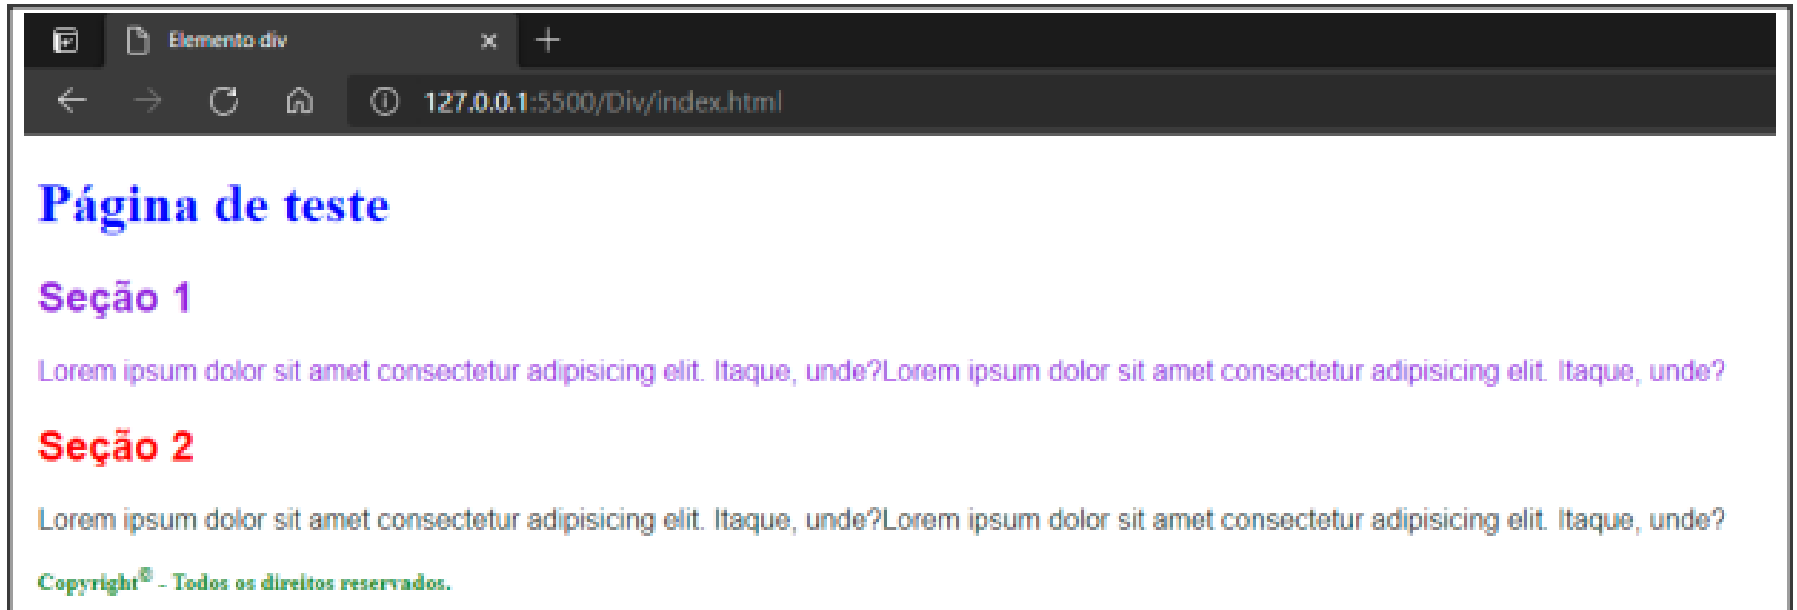 Elemento div
127.0.0.1:5500/Div/index.html
Página de teste
Seção 1
Lorem ipsum dolor sit amet consectetur adipisicing elit. Itaque, unde?Lorem ipsum dolor sit amet consectetur adipisicing elit. Itaque, unde?
Seção 2
Lorem ipsum dolor sit amet consectetur adipisicing elit. Itaque, unde?Lorem ipsum dolor sit amet consectetur adipisicing elit. Itaque, unde?
Copyright© - Todos os direitos reservados.